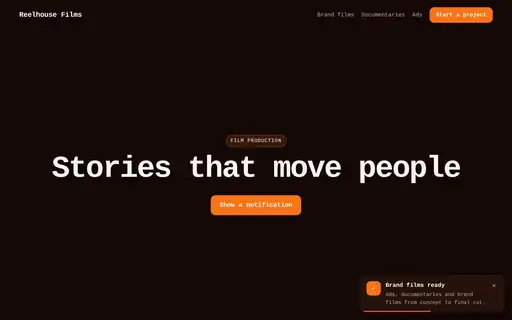 Reelhouse Films
Brand films Documentaries Ads Start a project
FILM PRODUCTION
Stories that move people
Show a notification
Brand films ready
Ads, documentaries and brand
films from concept to final cut.